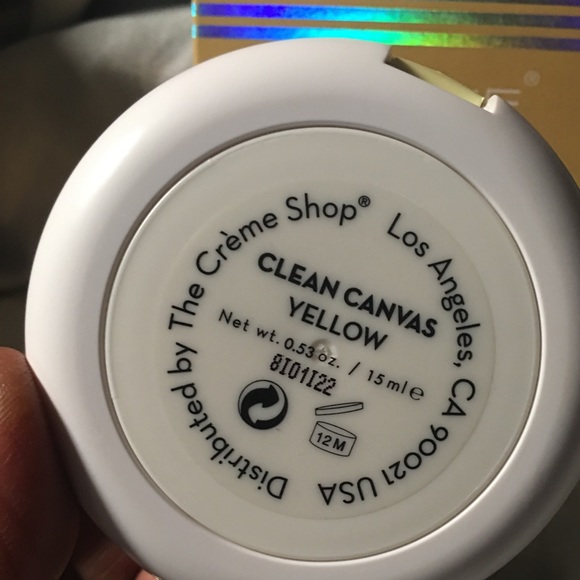 Distributed by The Crème Shop® Los Angeles, CA 90021 USA
CLEAN CANVAS
YELLOW
Net wt. 0.53 oz. / 15 ml ℮
8I01I22
12M